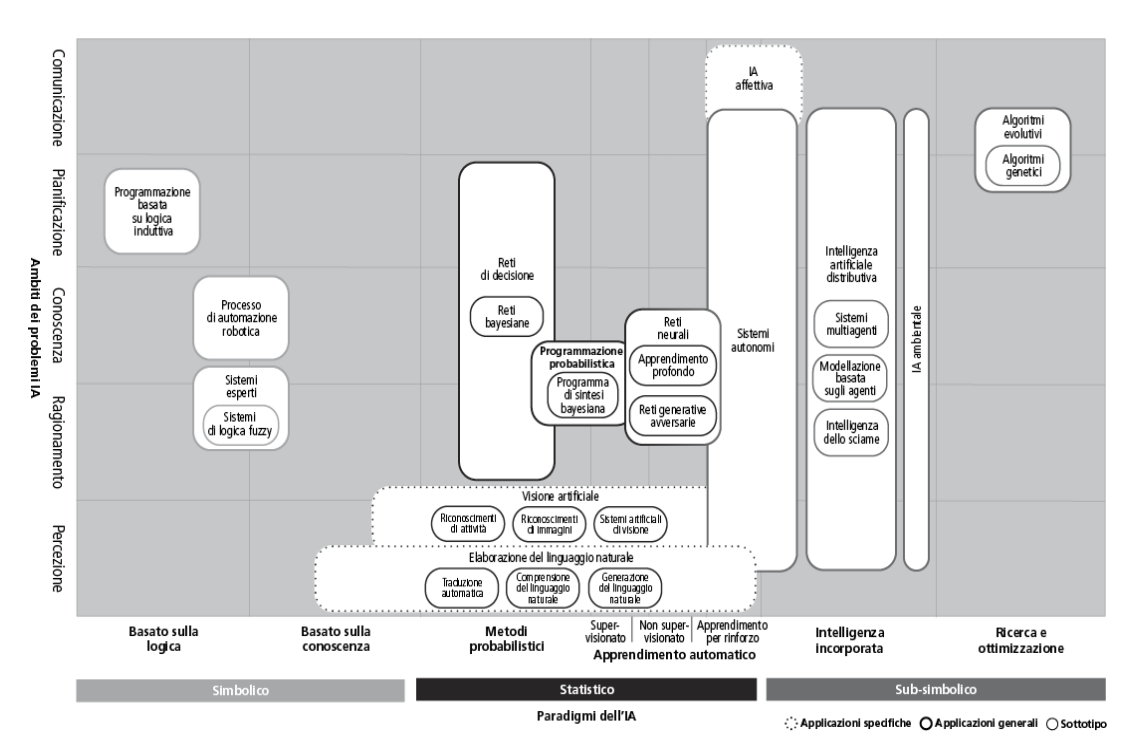 Comunicazione
Pianificazione
Conoscenza
Ragionamento
Percezione
Ambiti dei problemi IA
IA
affettiva
Algoritmi
evolutivi
Algoritmi
genetici
Programmazione
basata
su logica
induttiva
Reti
di decisione
Reti
bayesiane
Intelligenza
artificiale
distributiva
Sistemi
multiagenti
Modellazione
basata
sugli agenti
Intelligenza
dello sciame
IA ambientale
Sistemi
autonomi
Processo
di automazione
robotica
Reti
neurali
Apprendimento
profondo
Reti generative
avversarie
Programmazione
probabilistica
Programma
di sintesi
bayesiana
Sistemi
esperti
Sistemi
di logica fuzzy
Visione artificiale
Riconoscimenti
di attività
Riconoscimenti
di immagini
Sistemi artificiali
di visione
Elaborazione del linguaggio naturale
Traduzione
automatica
Comprensione
del linguaggio
naturale
Generazione
del linguaggio
naturale
Basato sulla
logica
Basato sulla
conoscenza
Metodi
probabilistici
Super-
visionato
Non super-
visionato
Apprendimento
per rinforzo
Apprendimento automatico
Intelligenza
incorporata
Ricerca e
ottimizzazione
Simbolico
Statistico
Sub-simbolico
Paradigmi dell'IA
Applicazioni specifiche
Applicazioni generali
Sottotipo